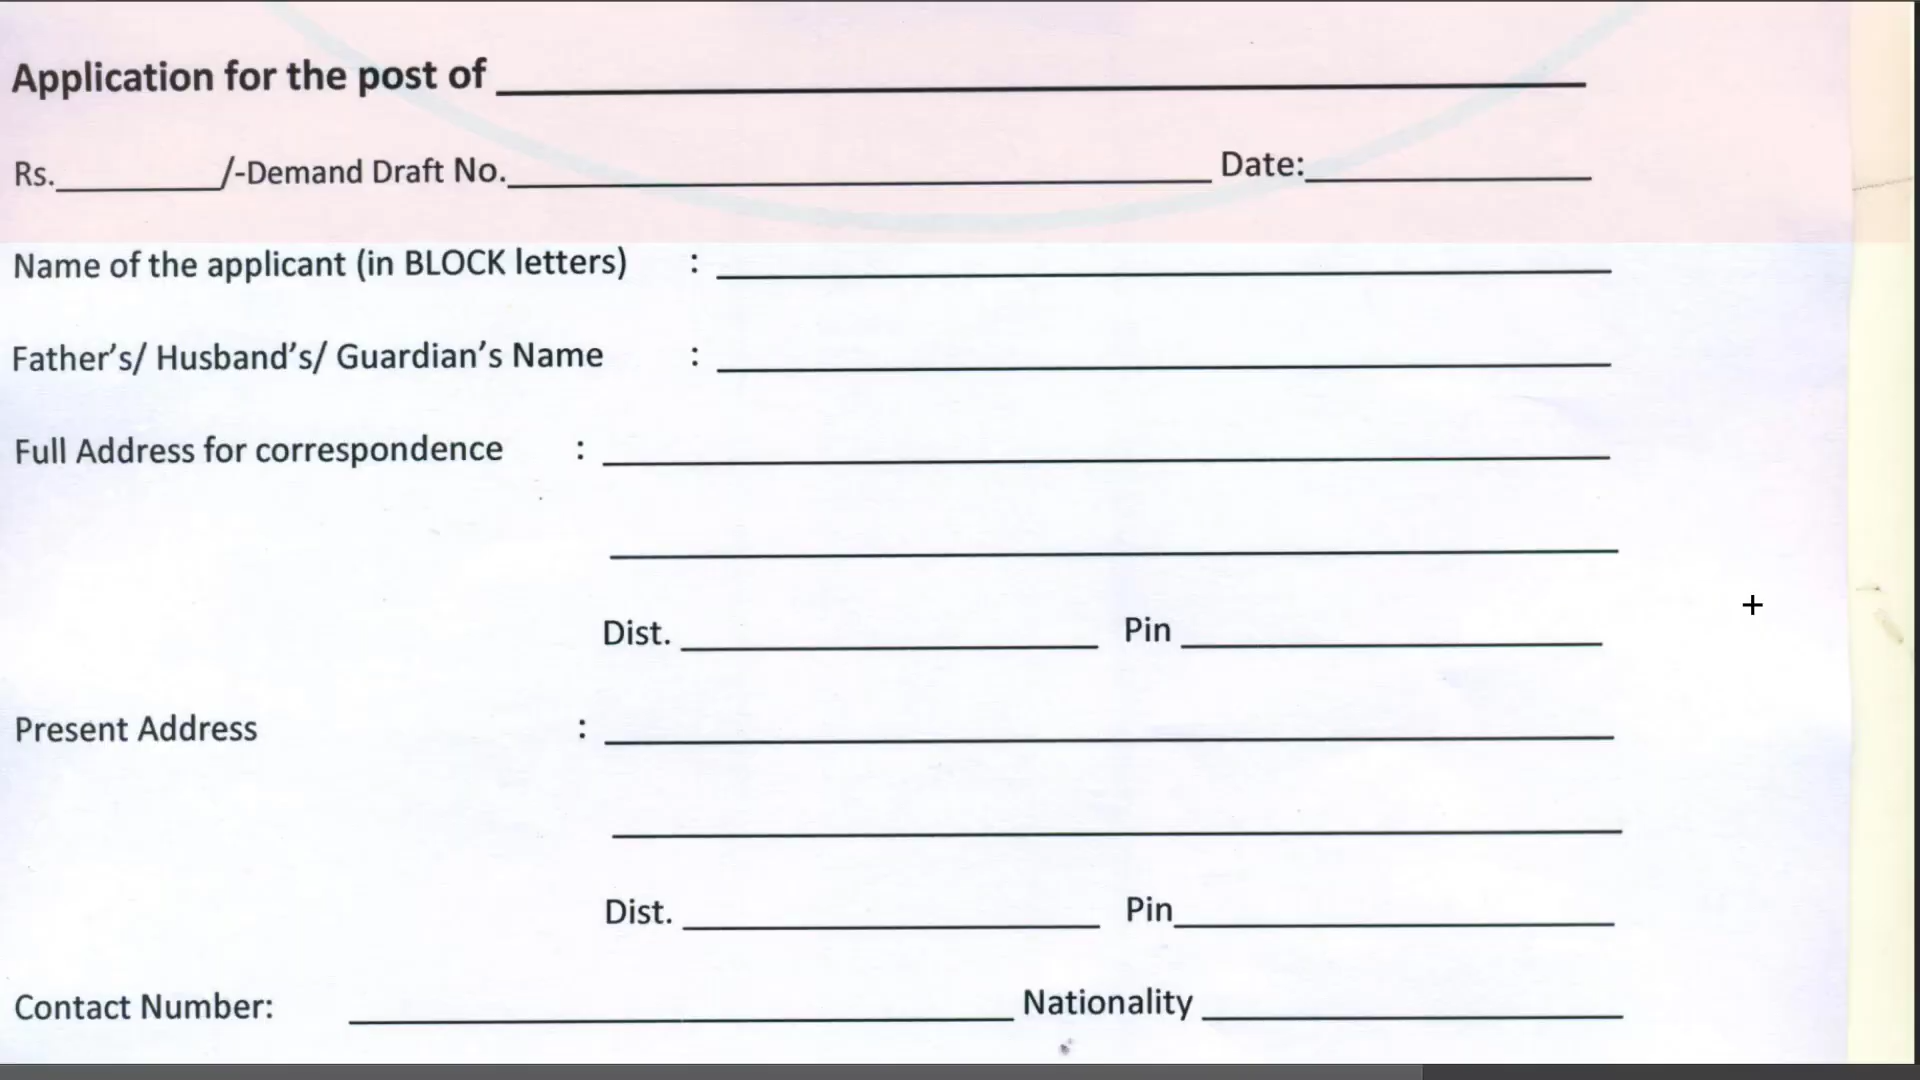 Application for the post of
Rs. /-Demand Draft No. Date:
Name of the applicant (in BLOCK letters) :
Father's/ Husband's/ Guardian's Name :
Full Address for correspondence :
Dist. Pin
Present Address :
Dist. Pin
Contact Number: Nationality